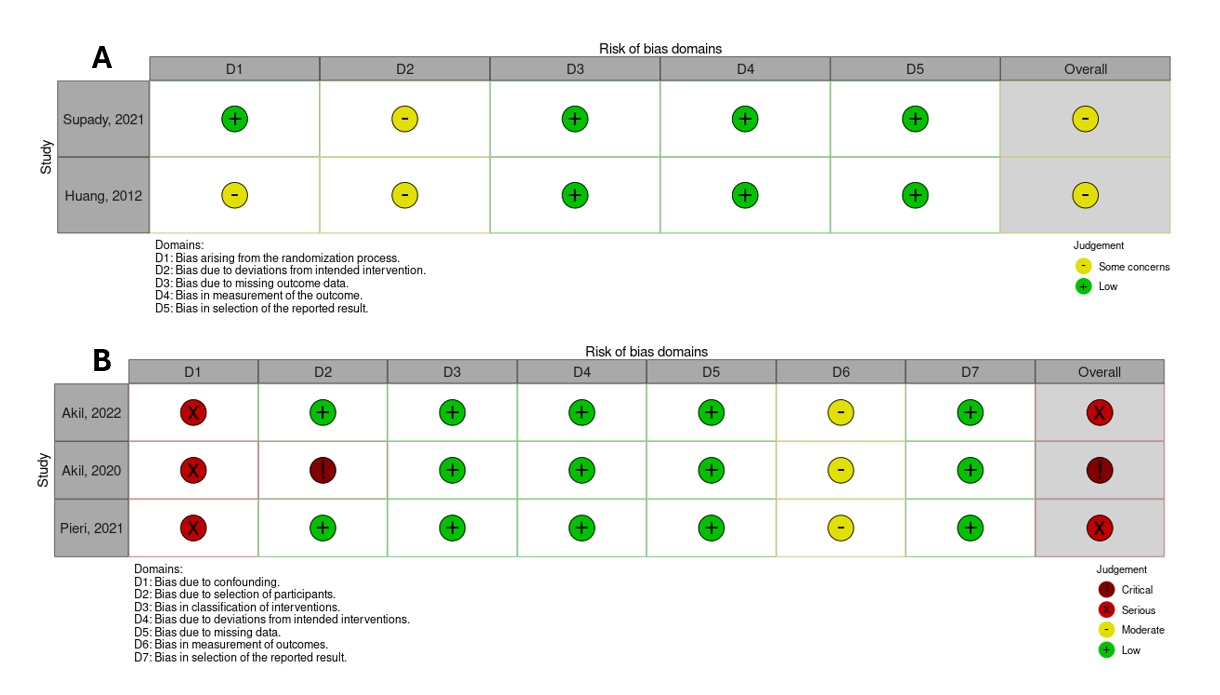 A
Risk of bias domains
D1 D2 D3 D4 D5 Overall
Study
Supady, 2021 + - + + + -
Huang, 2012 - - + + + -
Domains:
D1: Bias arising from the randomization process.
D2: Bias due to deviations from intended intervention.
D3: Bias due to missing outcome data.
D4: Bias in measurement of the outcome.
D5: Bias in selection of the reported result.
Judgement
- Some concerns
+ Low
B
Risk of bias domains
D1 D2 D3 D4 D5 D6 D7 Overall
Study
Akil, 2022 X + + + + - + X
Akil, 2020 X ! + + + - + !
Pieri, 2021 X + + + + - + X
Domains:
D1: Bias due to confounding.
D2: Bias due to selection of participants.
D3: Bias in classification of interventions.
D4: Bias due to deviations from intended interventions.
D5: Bias due to missing data.
D6: Bias in measurement of outcomes.
D7: Bias in selection of the reported result.
Judgement
! Critical
X Serious
- Moderate
+ Low